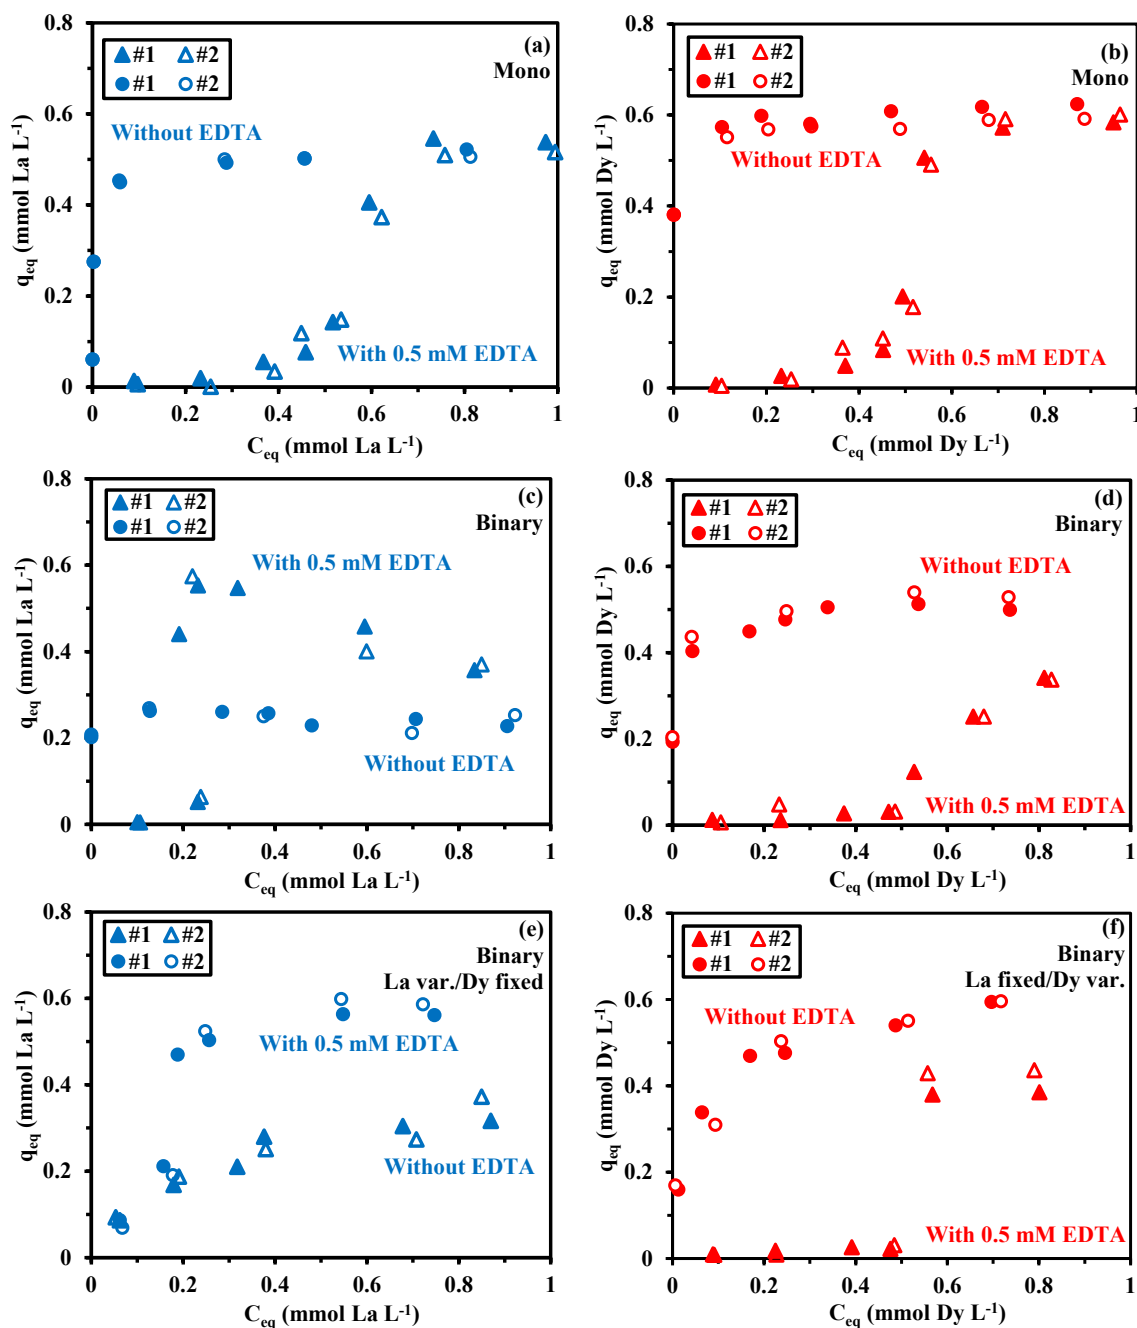 (a)
Mono
#1 #2
#1 #2
Without EDTA
With 0.5 mM EDTA
0.8
0.6
0.4
0.2
0
0 0.2 0.4 0.6 0.8 1
qeq (mmol La L-1)
Ceq (mmol La L-1)
(b)
Mono
#1 #2
#1 #2
Without EDTA
With 0.5 mM EDTA
0.8
0.6
0.4
0.2
0
0 0.2 0.4 0.6 0.8 1
qeq (mmol Dy L-1)
Ceq (mmol Dy L-1)
(c)
Binary
#1 #2
#1 #2
With 0.5 mM EDTA
Without EDTA
0.8
0.6
0.4
0.2
0
0 0.2 0.4 0.6 0.8 1
qeq (mmol La L-1)
Ceq (mmol La L-1)
(d)
Binary
#1 #2
#1 #2
Without EDTA
With 0.5 mM EDTA
0.8
0.6
0.4
0.2
0
0 0.2 0.4 0.6 0.8 1
qeq (mmol Dy L-1)
Ceq (mmol Dy L-1)
(e)
Binary
La var./Dy fixed
#1 #2
#1 #2
With 0.5 mM EDTA
Without EDTA
0.8
0.6
0.4
0.2
0
0 0.2 0.4 0.6 0.8 1
qeq (mmol La L-1)
Ceq (mmol La L-1)
(f)
Binary
La fixed/Dy var.
#1 #2
#1 #2
Without EDTA
With 0.5 mM EDTA
0.8
0.6
0.4
0.2
0
0 0.2 0.4 0.6 0.8 1
qeq (mmol Dy L-1)
Ceq (mmol Dy L-1)